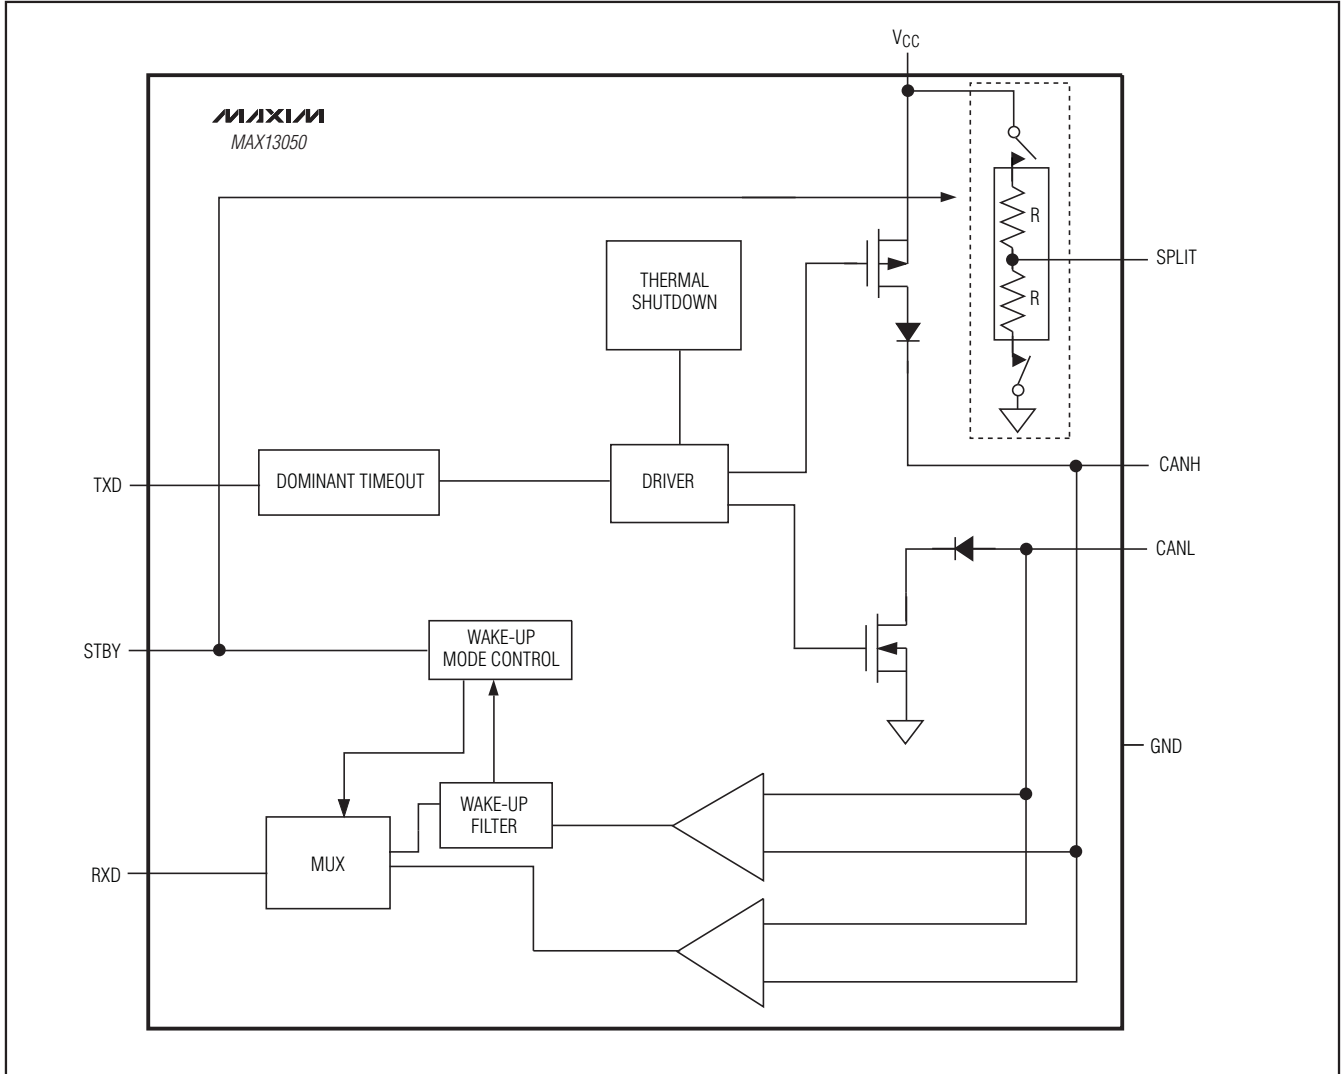 VCC
MAXIM
MAX13050
R
SPLIT
THERMAL
SHUTDOWN
R
CANH
TXD
DOMINANT TIMEOUT
DRIVER
CANL
STBY
WAKE-UP
MODE CONTROL
GND
WAKE-UP
FILTER
MUX
RXD